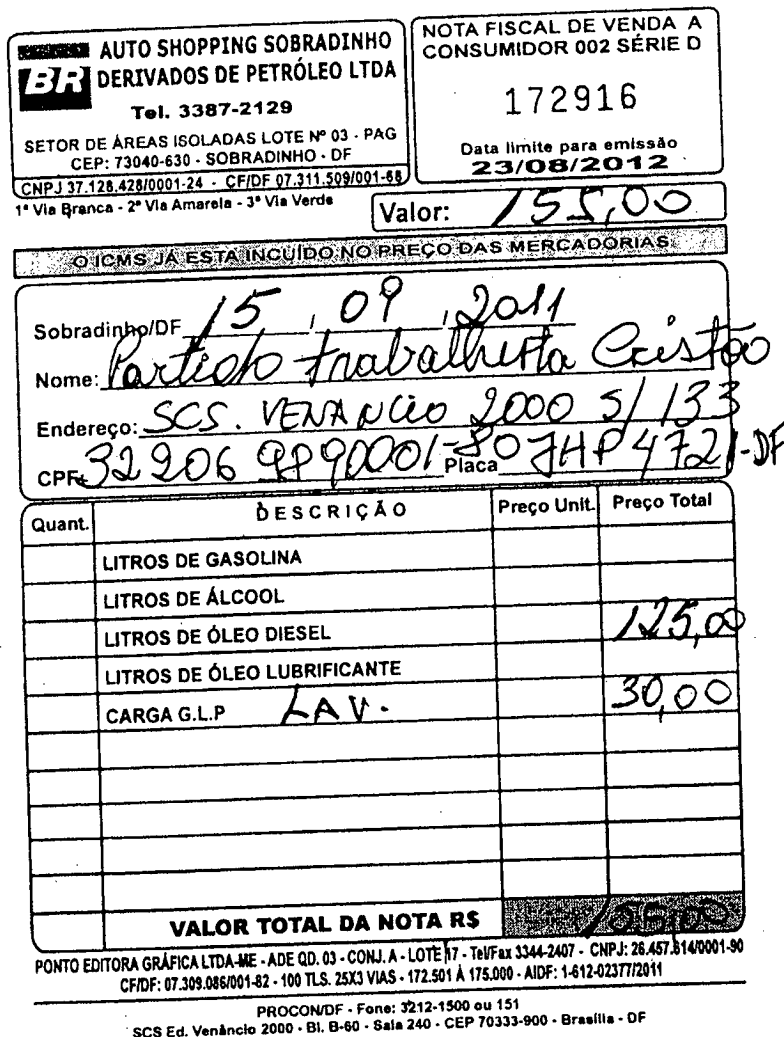 AUTO SHOPPING SOBRADINHO
BR DERIVADOS DE PETRÓLEO LTDA
Tel. 3387-2129
SETOR DE ÁREAS ISOLADAS LOTE Nº 03 - PAG
CEP: 73040-630 - SOBRADINHO - DF
CNPJ 37.128.428/0001-24 - CF/DF 07.311.509/001-68
1ª Via Branca - 2ª Via Amarela - 3ª Via Verde
NOTA FISCAL DE VENDA A
CONSUMIDOR 002 SÉRIE D
172916
Data limite para emissão
23/08/2012
Valor: 155,00
O ICMS JÁ ESTA INCUÍDO NO PREÇO DAS MERCADORIAS
Sobradinho/DF 15, 09, 2011
Nome: Partido trabalhista Cristão
Endereço: SCS. VENANCIO 2000 S/133
CPF: 32206989 0001-80 Placa JHP 4721-DF
Quant. DESCRIÇÃO Preço Unit. Preço Total
LITROS DE GASOLINA
LITROS DE ÁLCOOL
LITROS DE ÓLEO DIESEL 125,00
LITROS DE ÓLEO LUBRIFICANTE
CARGA G.L.P LAV. 30,00
VALOR TOTAL DA NOTA R$
PONTO EDITORA GRÁFICA LTDA-ME - ADE QD. 03 - CONJ. A - LOTE 17 - Tel/Fax 3344-2407 - CNPJ: 26.457.614/0001-90
CF/DF: 07.309.086/001-82 - 100 TLS. 25X3 VIAS - 172.501 À 175.000 - AIDF: 1-612-02377/2011
PROCON/DF - Fone: 3212-1500 ou 151
SCS Ed. Venâncio 2000 - Bl. B-60 - Sala 240 - CEP 70333-900 - Brasília - DF